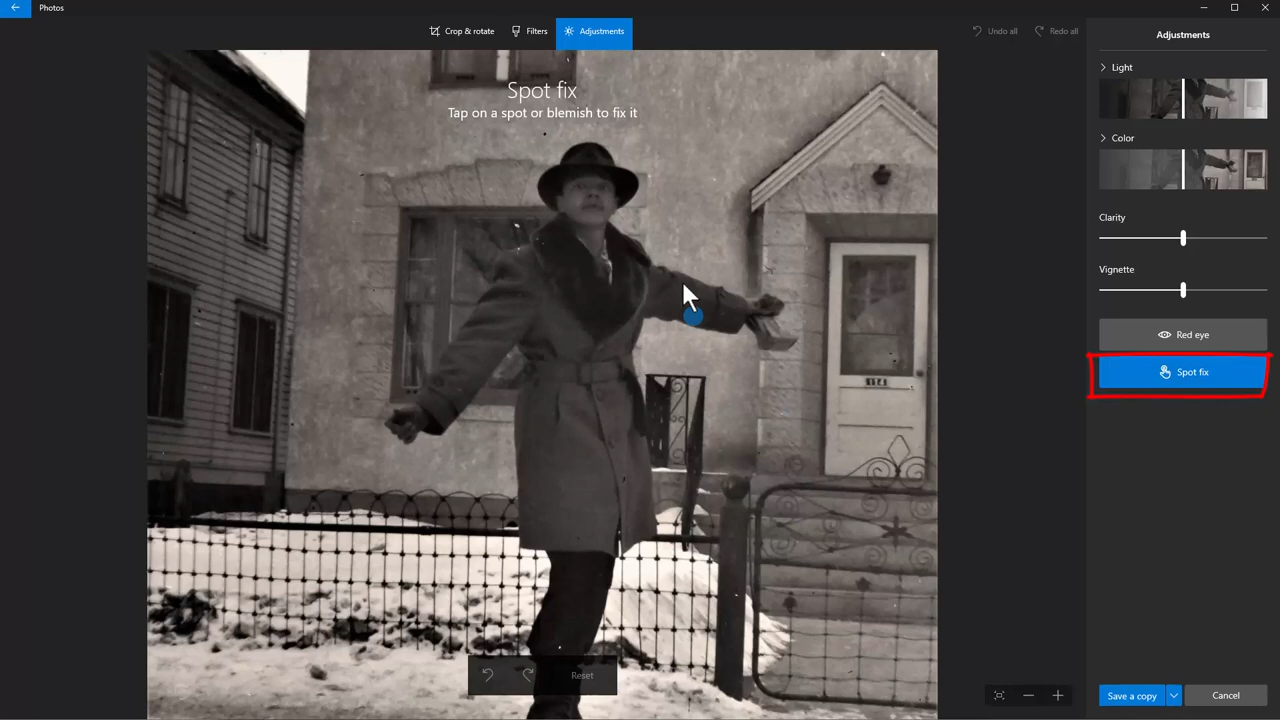 Photos
Crop & rotate
Filters
Adjustments
Undo all
Redo all
Adjustments
Spot fix
Tap on a spot or blemish to fix it
Light
Color
Clarity
Vignette
Red eye
Spot fix
114
Reset
Save a copy
Cancel